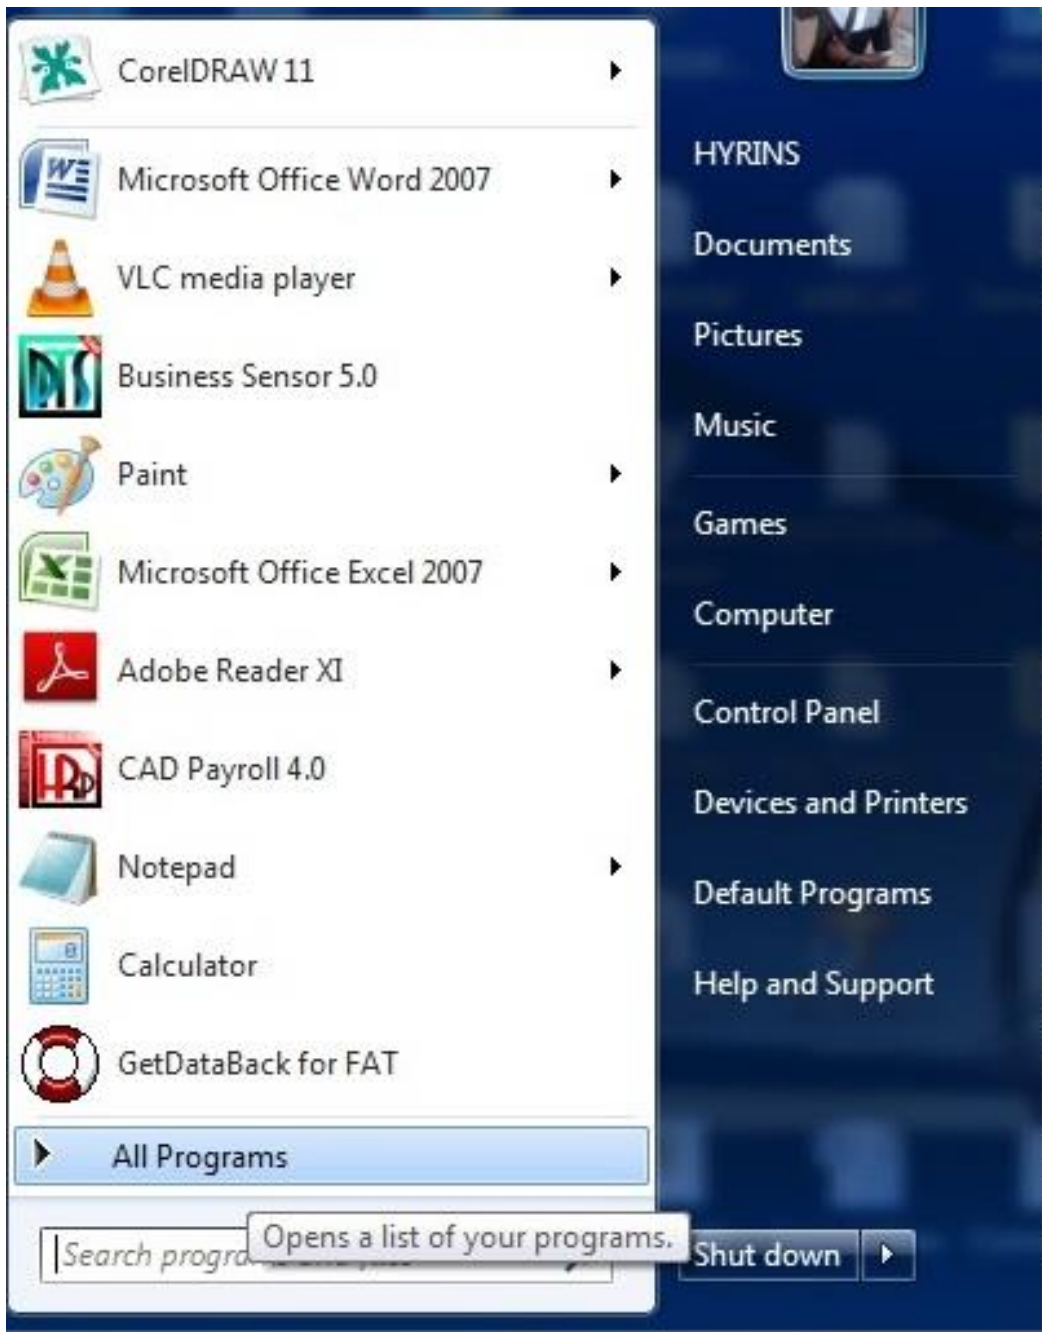 CorelDRAW 11
Microsoft Office Word 2007
VLC media player
Business Sensor 5.0
Paint
Microsoft Office Excel 2007
Adobe Reader XI
CAD Payroll 4.0
Notepad
Calculator
GetDataBack for FAT
All Programs
Opens a list of your programs.
Search
HYRINS
Documents
Pictures
Music
Games
Computer
Control Panel
Devices and Printers
Default Programs
Help and Support
Shut down